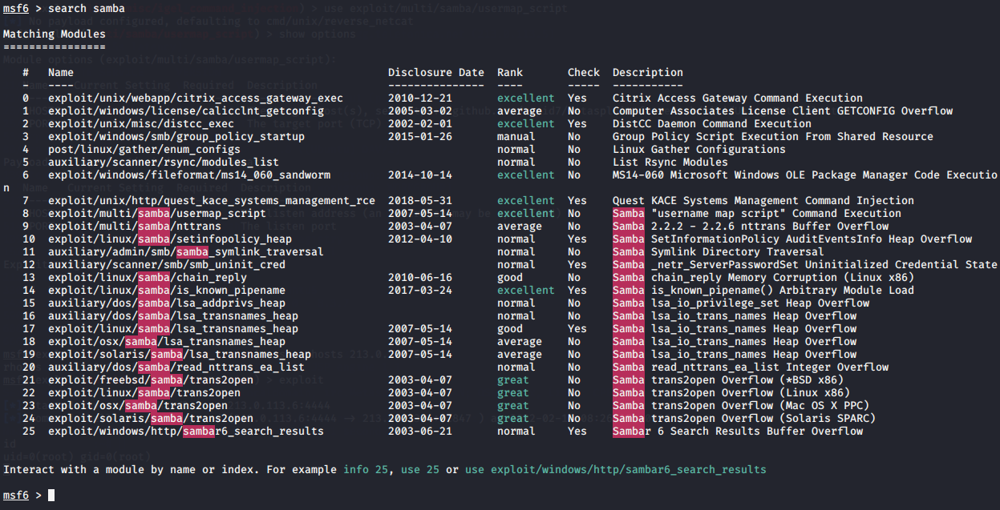 msf6 > search samba
Matching Modules
================
# Name Disclosure Date Rank Check Description
- ---- --------------- ---- ----- -----------
0 exploit/unix/webapp/citrix_access_gateway_exec 2010-12-21 excellent Yes Citrix Access Gateway Command Execution
1 exploit/windows/license/calicclnt_getconfig 2005-03-02 average No Computer Associates License Client GETCONFIG Overflow
2 exploit/unix/misc/distcc_exec 2002-02-01 excellent Yes DistCC Daemon Command Execution
3 exploit/windows/smb/group_policy_startup 2015-01-26 manual No Group Policy Script Execution From Shared Resource
4 post/linux/gather/enum_configs normal No Linux Gather Configurations
5 auxiliary/scanner/rsync/modules_list normal No List Rsync Modules
6 exploit/windows/fileformat/ms14_060_sandworm 2014-10-14 excellent No MS14-060 Microsoft Windows OLE Package Manager Code Executio
n
7 exploit/unix/http/quest_kace_systems_management_rce 2018-05-31 excellent Yes Quest KACE Systems Management Command Injection
8 exploit/multi/samba/usermap_script 2007-05-14 excellent No Samba "username map script" Command Execution
9 exploit/multi/samba/nttrans 2003-04-07 average No Samba 2.2.2 - 2.2.6 nttrans Buffer Overflow
10 exploit/linux/samba/setinfopolicy_heap 2012-04-10 normal Yes Samba SetInformationPolicy AuditEventsInfo Heap Overflow
11 auxiliary/admin/smb/samba_symlink_traversal normal No Samba Symlink Directory Traversal
12 auxiliary/scanner/smb/smb_uninit_cred normal Yes Samba _netr_ServerPasswordSet Uninitialized Credential State
13 exploit/linux/samba/chain_reply 2010-06-16 good No Samba chain_reply Memory Corruption (Linux x86)
14 exploit/linux/samba/is_known_pipename 2017-03-24 excellent Yes Samba is_known_pipename() Arbitrary Module Load
15 auxiliary/dos/samba/lsa_addprivs_heap normal No Samba lsa_io_privilege_set Heap Overflow
16 auxiliary/dos/samba/lsa_transnames_heap normal No Samba lsa_io_trans_names Heap Overflow
17 exploit/linux/samba/lsa_transnames_heap 2007-05-14 good Yes Samba lsa_io_trans_names Heap Overflow
18 exploit/osx/samba/lsa_transnames_heap 2007-05-14 average No Samba lsa_io_trans_names Heap Overflow
19 exploit/solaris/samba/lsa_transnames_heap 2007-05-14 average No Samba lsa_io_trans_names Heap Overflow
20 auxiliary/dos/samba/read_nttrans_ea_list normal No Samba read_nttrans_ea_list Integer Overflow
21 exploit/freebsd/samba/trans2open 2003-04-07 great No Samba trans2open Overflow (*BSD x86)
22 exploit/linux/samba/trans2open 2003-04-07 great No Samba trans2open Overflow (Linux x86)
23 exploit/osx/samba/trans2open 2003-04-07 great No Samba trans2open Overflow (Mac OS X PPC)
24 exploit/solaris/samba/trans2open 2003-04-07 great No Samba trans2open Overflow (Solaris SPARC)
25 exploit/windows/http/sambar6_search_results 2003-06-21 normal Yes Sambar 6 Search Results Buffer Overflow
Interact with a module by name or index. For example info 25, use 25 or use exploit/windows/http/sambar6_search_results
msf6 >